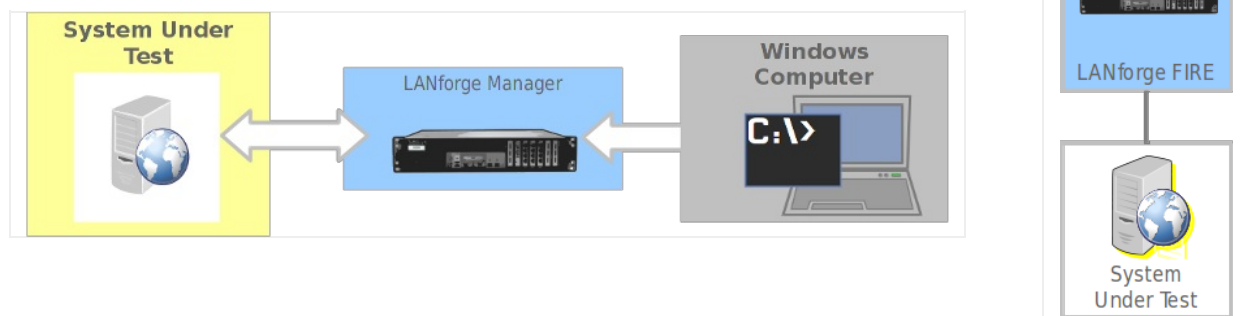 System Under
Test
LANforge Manager
Windows
Computer
C:\>
LANforge FIRE
System
Under Test